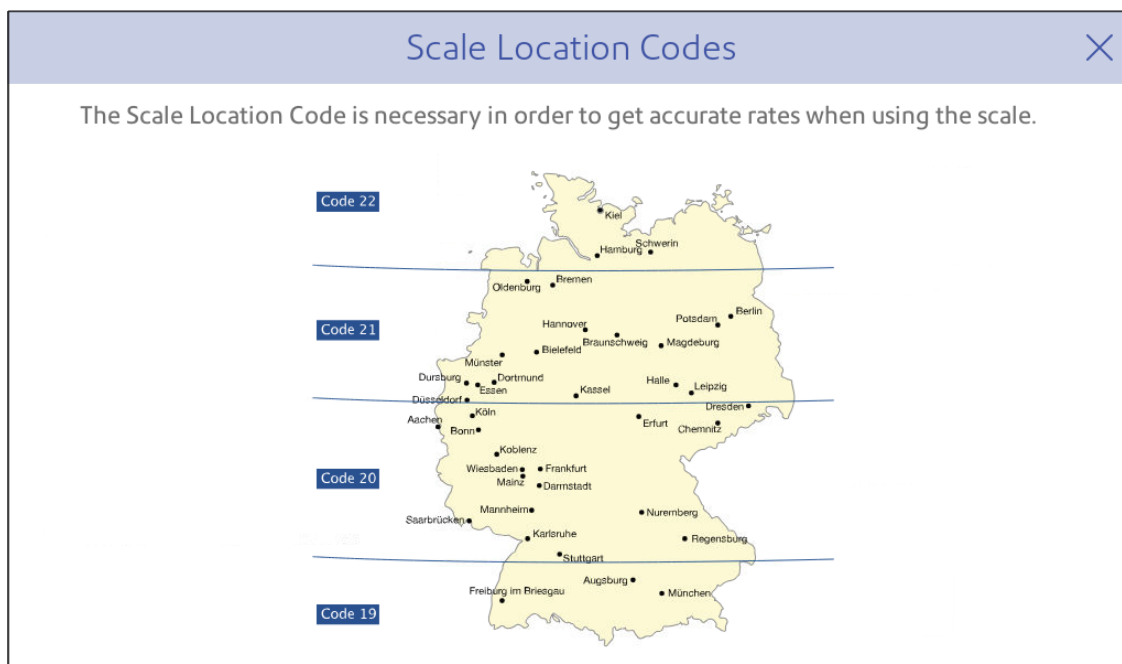 Scale Location Codes
The Scale Location Code is necessary in order to get accurate rates when using the scale.
Code 22
Kiel
Schwerin
Hamburg
Bremen
Oldenburg
Code 21
Berlin
Potsdam
Hannover
Braunschweig
Magdeburg
Bielefeld
Münster
Dursburg
Dortmund
Essen
Kassel
Halle
Leipzig
Düsseldorf
Dresden
Köln
Aachen
Bonn
Erfurt
Chemnitz
Koblenz
Code 20
Wiesbaden
Frankfurt
Mainz
Darmstadt
Mannheim
Nuremberg
Saarbrücken
Karlsruhe
Regensburg
Stuttgart
Augsburg
Freiburg im Briesgau
München
Code 19